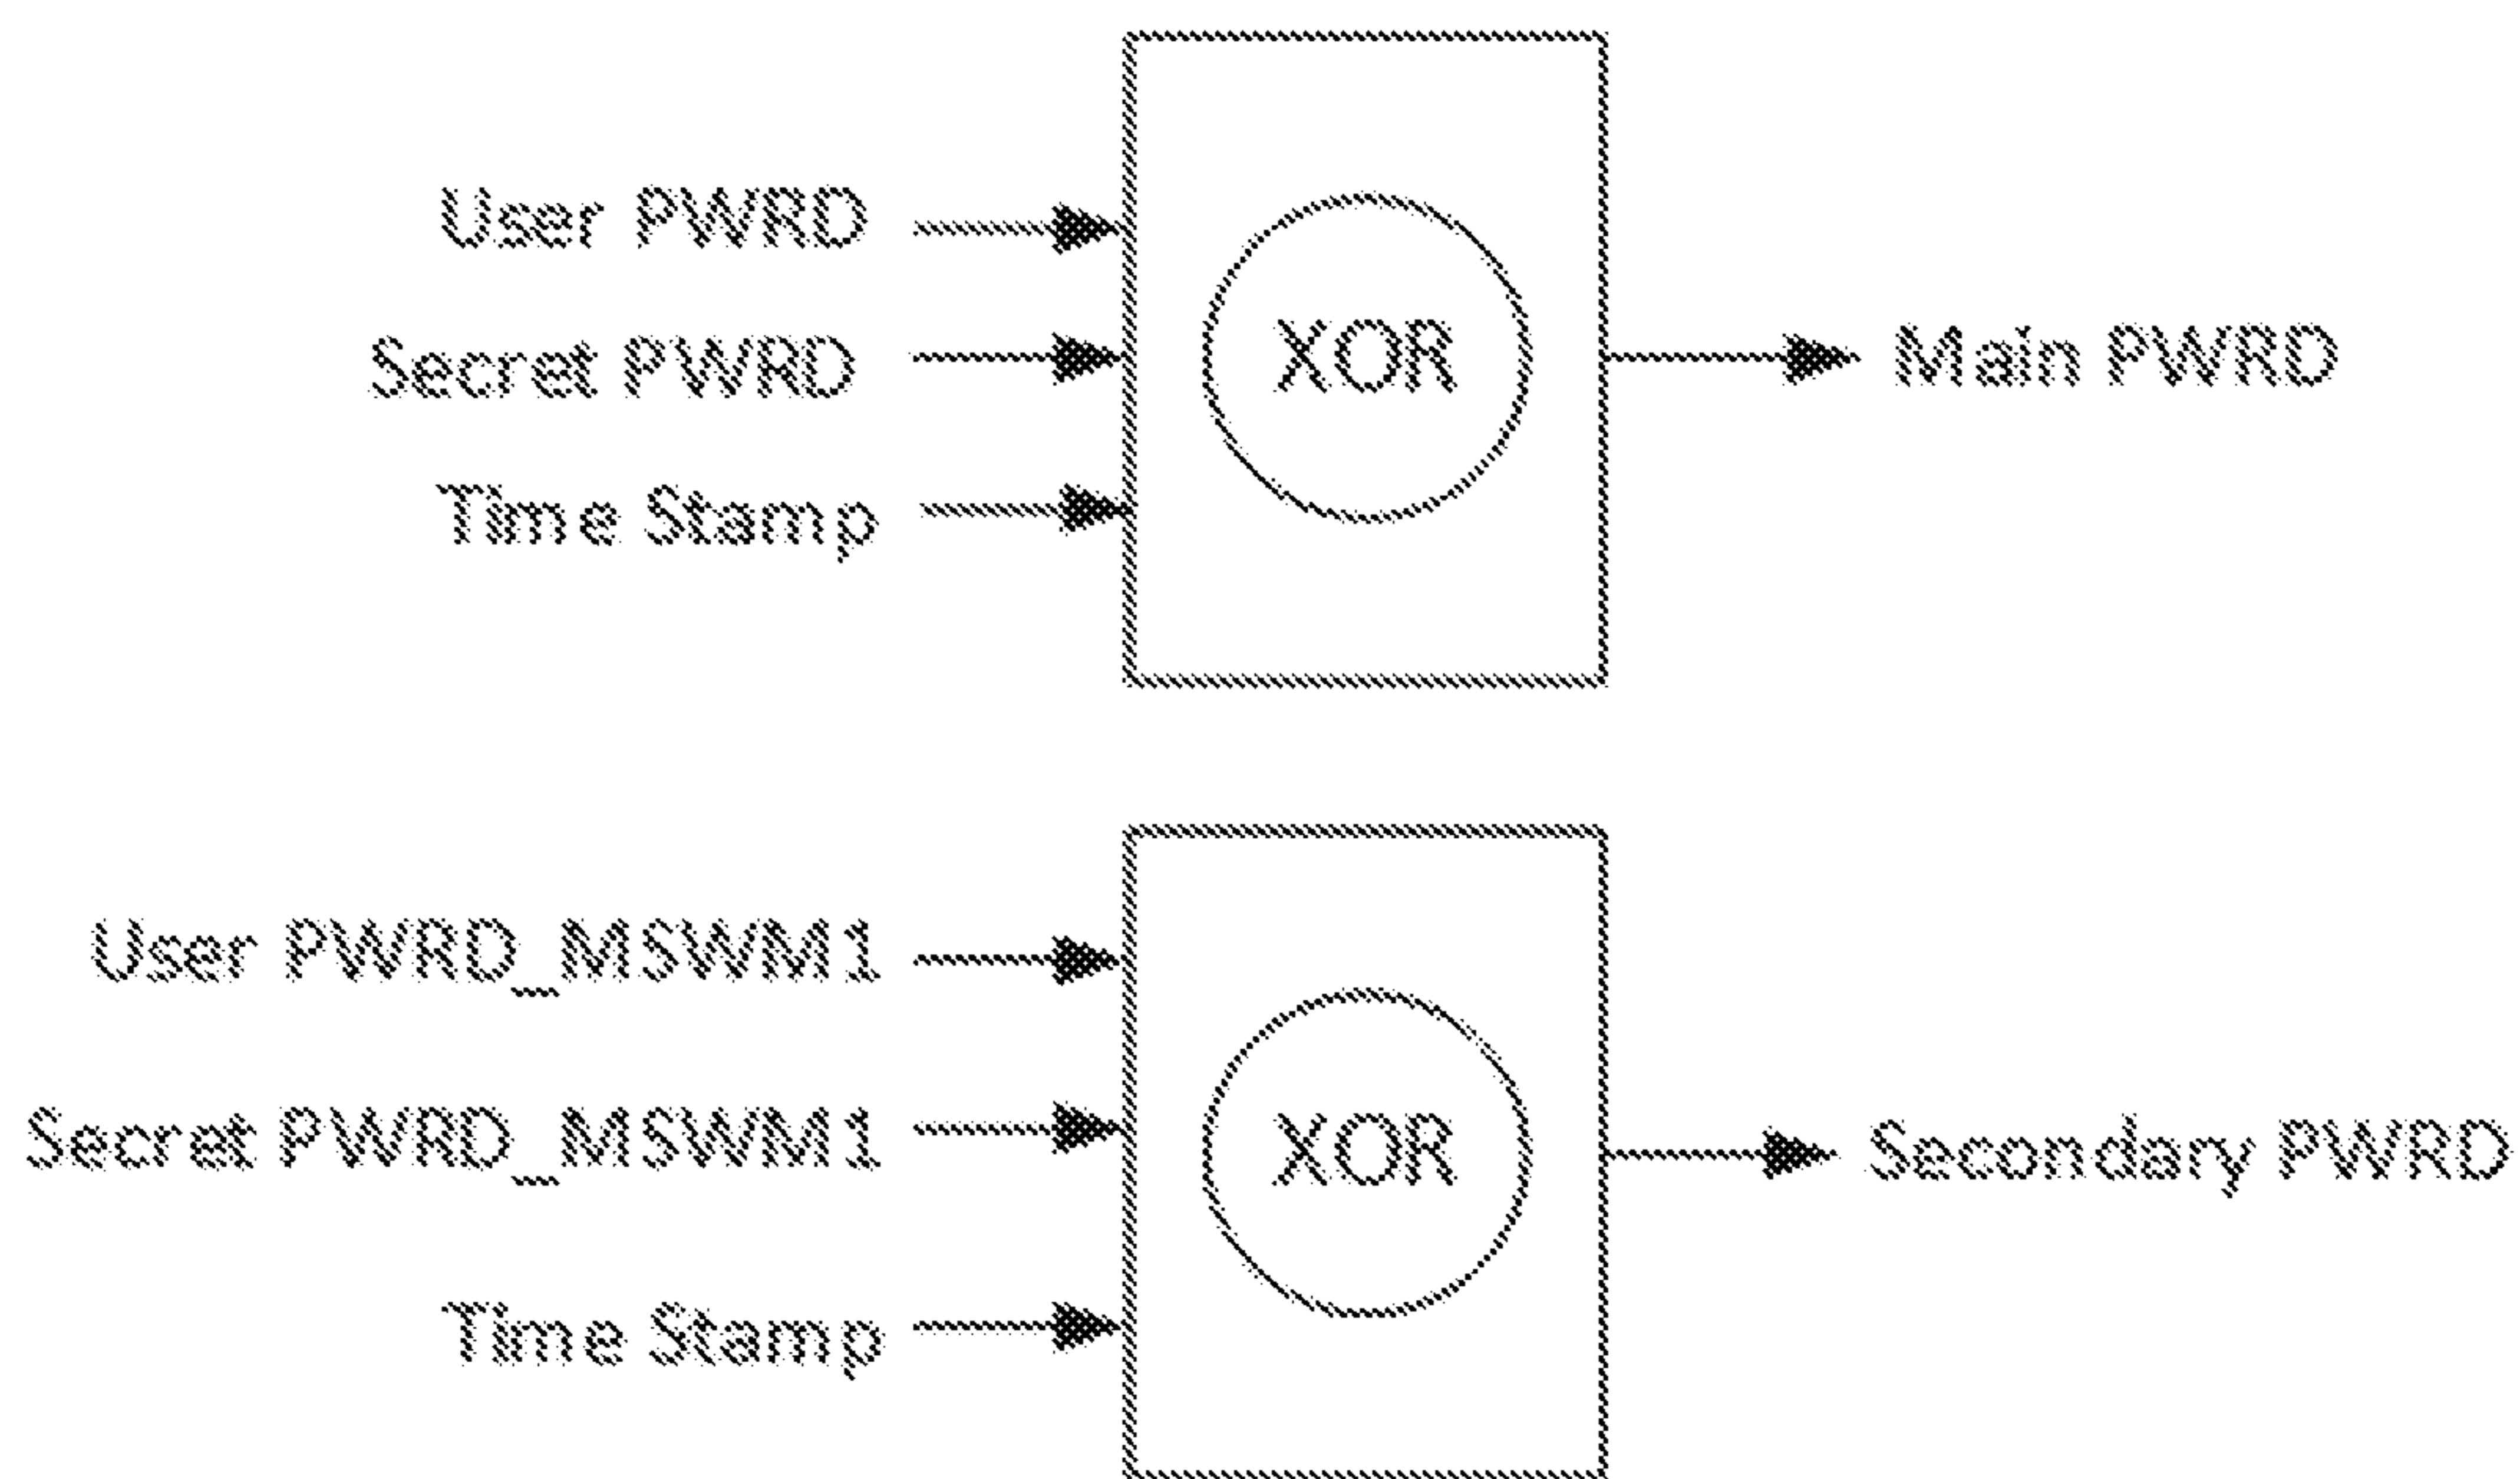 User PWRD
Secret PWRD
Time Stamp
XOR
Main PWRD
User PWRD_MSWM1
Secret PWRD_MSWM1
Time Stamp
XOR
Secondary PWRD